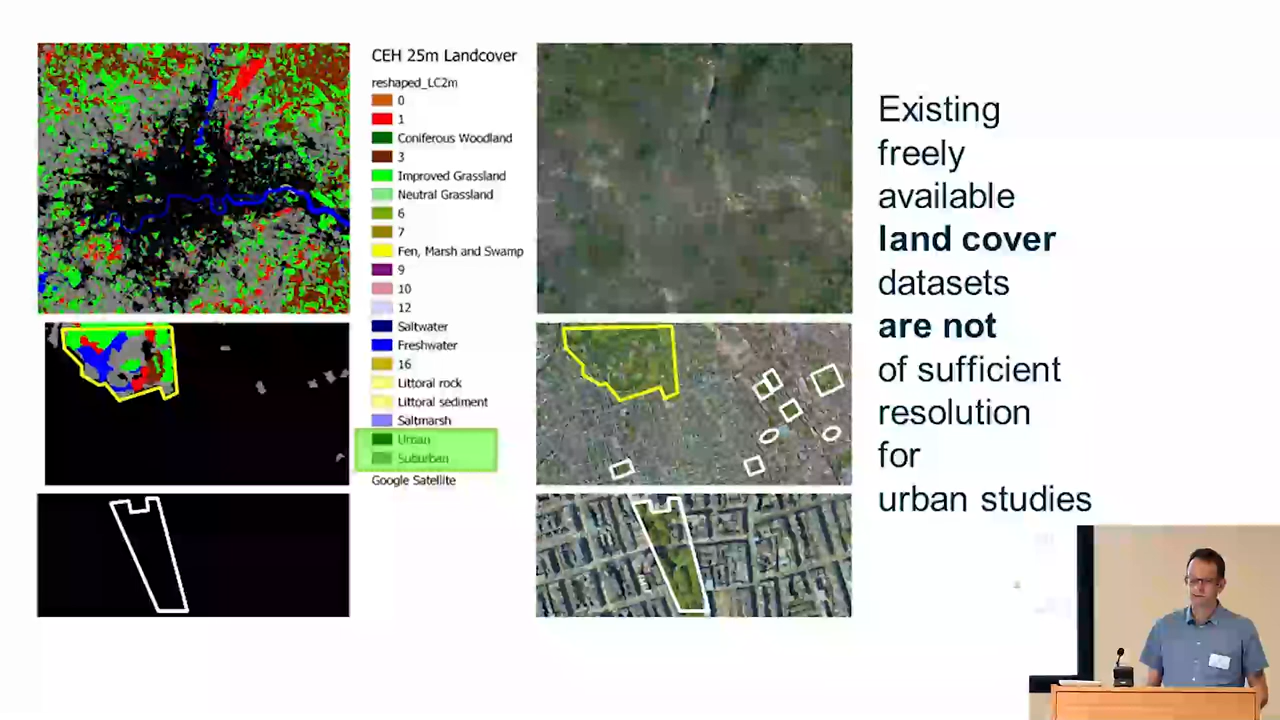 CEH 25m Landcover
reshaped_LC2m
0
1
Coniferous Woodland
3
Improved Grassland
Neutral Grassland
6
7
Fen, Marsh and Swamp
9
10
12
Saltwater
Freshwater
16
Littoral rock
Littoral sediment
Saltmarsh
Urban
Suburban
Google Satellite
Existing
freely
available
land cover
datasets
are not
of sufficient
resolution
for
urban studies